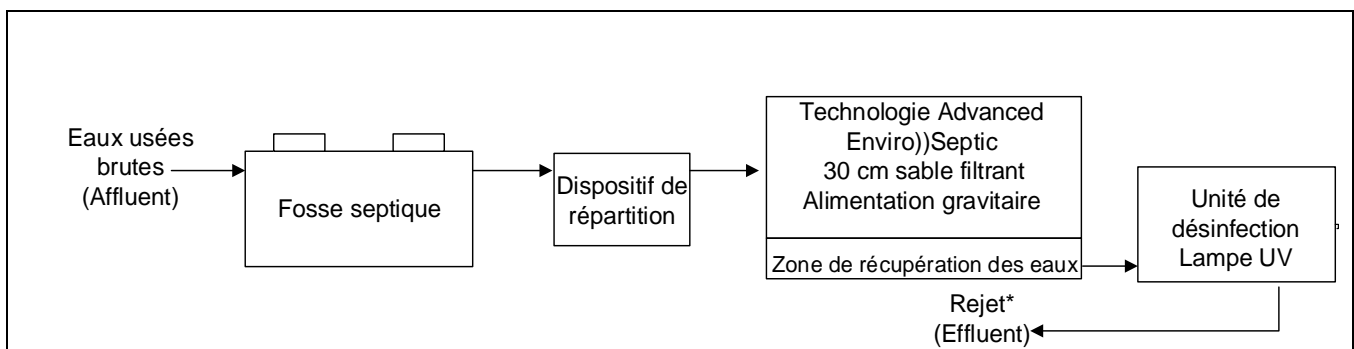 Eaux usées
brutes
(Affluent)
Fosse septique
Dispositif de
répartition
Technologie Advanced
Enviro))Septic
30 cm sable filtrant
Alimentation gravitaire
Zone de récupération des eaux
Unité de
désinfection
Lampe UV
Rejet*
(Effluent)